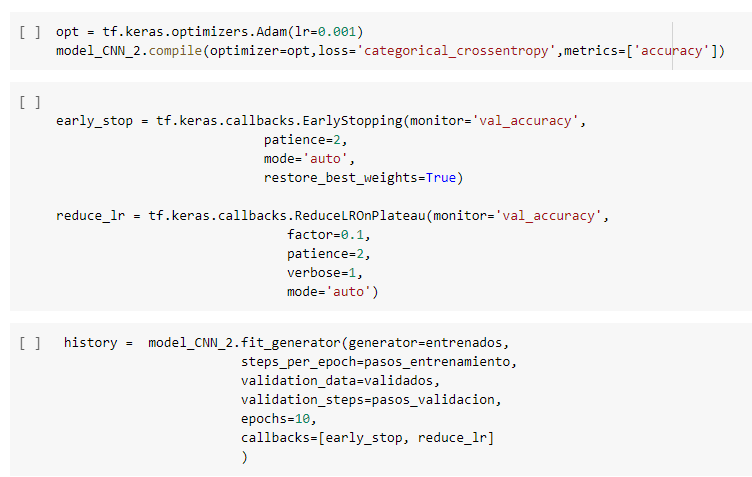 [ ] opt = tf.keras.optimizers.Adam(lr=0.001)
model_CNN_2.compile(optimizer=opt,loss='categorical_crossentropy',metrics=['accuracy'])
[ ]
early_stop = tf.keras.callbacks.EarlyStopping(monitor='val_accuracy',
patience=2,
mode='auto',
restore_best_weights=True)
reduce_lr = tf.keras.callbacks.ReduceLROnPlateau(monitor='val_accuracy',
factor=0.1,
patience=2,
verbose=1,
mode='auto')
[ ] history =  model_CNN_2.fit_generator(generator=entrenados,
steps_per_epoch=pasos_entrenamiento,
validation_data=validados,
validation_steps=pasos_validacion,
epochs=10,
callbacks=[early_stop, reduce_lr]
)